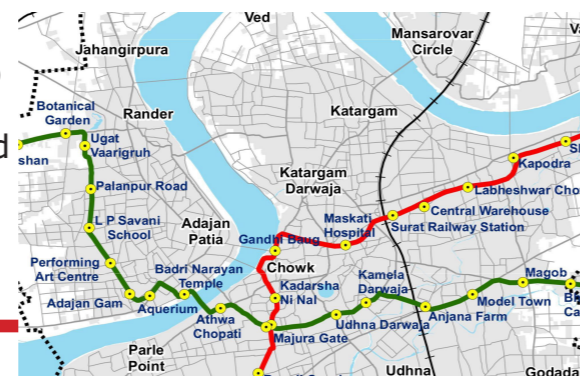 Ved
Jahangirpura
Mansarovar
Circle
Botanical
Garden
Rander
Katargam
Ugat
Vaarigruh
shan
Kapodra
Palanpur Road
Katargam
Darwaja
Labheshwar Cho
L P Savani
School
Adajan
Patia
Maskati
Hospital
Central Warehouse
Surat Railway Station
Gandhi Baug
Performing
Art Centre
Badri Narayan
Temple
Chowk
Kamela
Darwaja
Magob
Kadarsha
Ni Nal
Adajan Gam
Aquerium
Athwa
Chopati
Model Town
Udhna Darwaja
Anjana Farm
Majura Gate
Parle
Point
Udhna
Godada